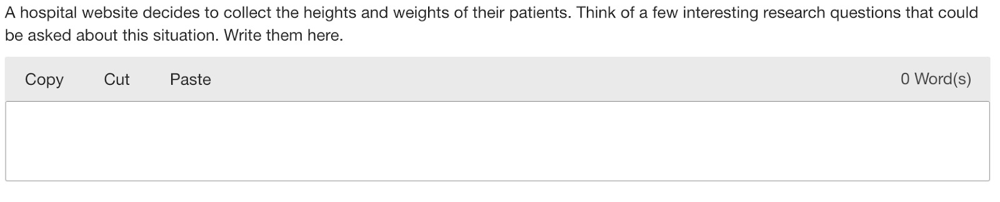 A hospital website decides to collect the heights and weights of their patients. Think of a few interesting research questions that could
be asked about this situation. Write them here.
Copy Cut Paste 0 Word(s)